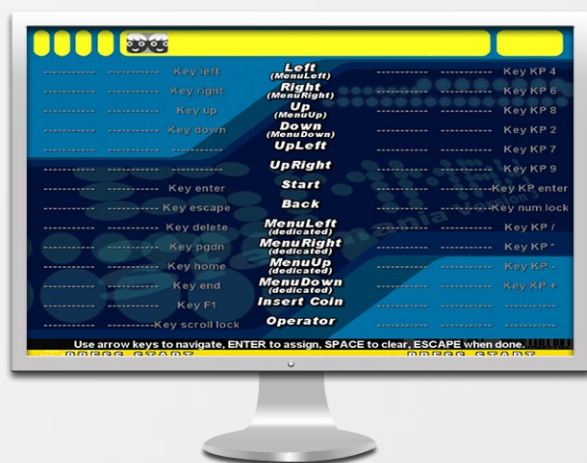 ----------- ----------- Key left Left (MenuLeft) ----------- ----------- Key KP 4
----------- ----------- Key right Right (MenuRight) ----------- ----------- Key KP 6
----------- ----------- Key up Up (MenuUp) ----------- ----------- Key KP 8
----------- ----------- Key down Down (MenuDown) ----------- ----------- Key KP 2
----------- ----------- ----------- UpLeft ----------- ----------- Key KP 7
----------- ----------- ----------- UpRight ----------- ----------- Key KP 9
----------- ----------- Key enter Start ----------- ----------- Key KP enter
----------- ----------- Key escape Back ----------- ----------- Key num lock
----------- ----------- Key delete MenuLeft (dedicated) ----------- ----------- Key KP /
----------- ----------- Key pgdn MenuRight (dedicated) ----------- ----------- Key KP *
----------- ----------- Key home MenuUp (dedicated) ----------- ----------- Key KP -
----------- ----------- Key end MenuDown (dedicated) ----------- ----------- Key KP +
----------- ----------- Key F1 Insert Coin ----------- ----------- -----------
----------- ----------- Key scroll lock Operator ----------- ----------- -----------
Use arrow keys to navigate, ENTER to assign, SPACE to clear, ESCAPE when done.
PRESS START PRESS START